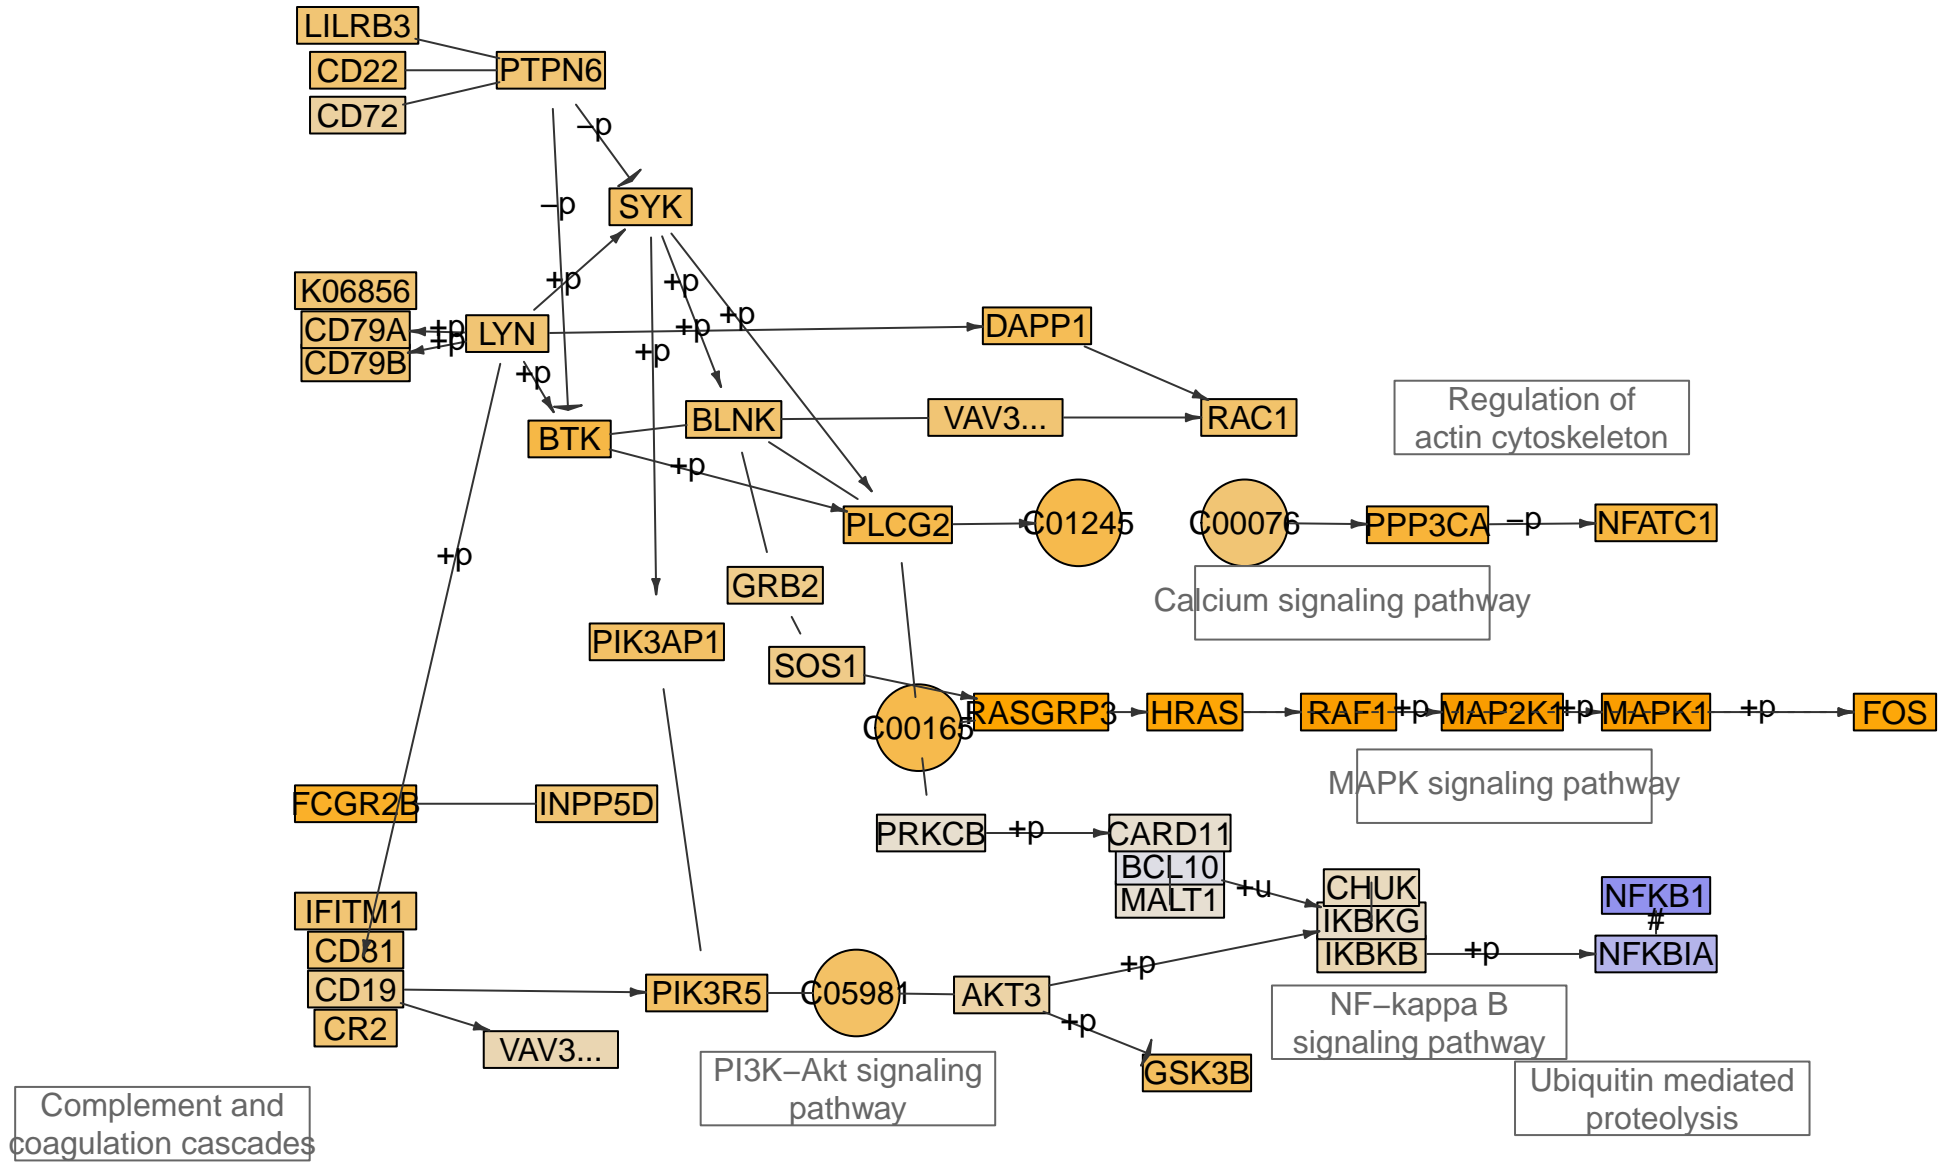 LILRB3
CD22
PTPN6
CD72
–p
SYK
–p
+p
+p
K06856
CD79A
+p
LYN
+p
+p
DAPP1
CD79B
+p
+p
+p
Regulation of
actin cytoskeleton
BTK
BLNK
VAV3...
RAC1
+p
PLCG2
C01245
C00076
PPP3CA
–p
NFATC1
+p
GRB2
Calcium signaling pathway
PIK3AP1
SOS1
C00165
RASGRP3
HRAS
RAF1
+p
MAP2K1
+p
MAPK1
+p
FOS
MAPK signaling pathway
FCGR2B
INPP5D
PRKCB
+p
CARD11
BCL10
MALT1
+u
CHUK
IKBKG
IKBKB
NFKB1
#
+p
NFKBIA
IFITM1
CD81
CD19
CR2
VAV3...
PIK3R5
C05981
AKT3
+p
+p
GSK3B
NF–kappa B
signaling pathway
PI3K–Akt signaling
pathway
Ubiquitin mediated
proteolysis
Complement and
coagulation cascades